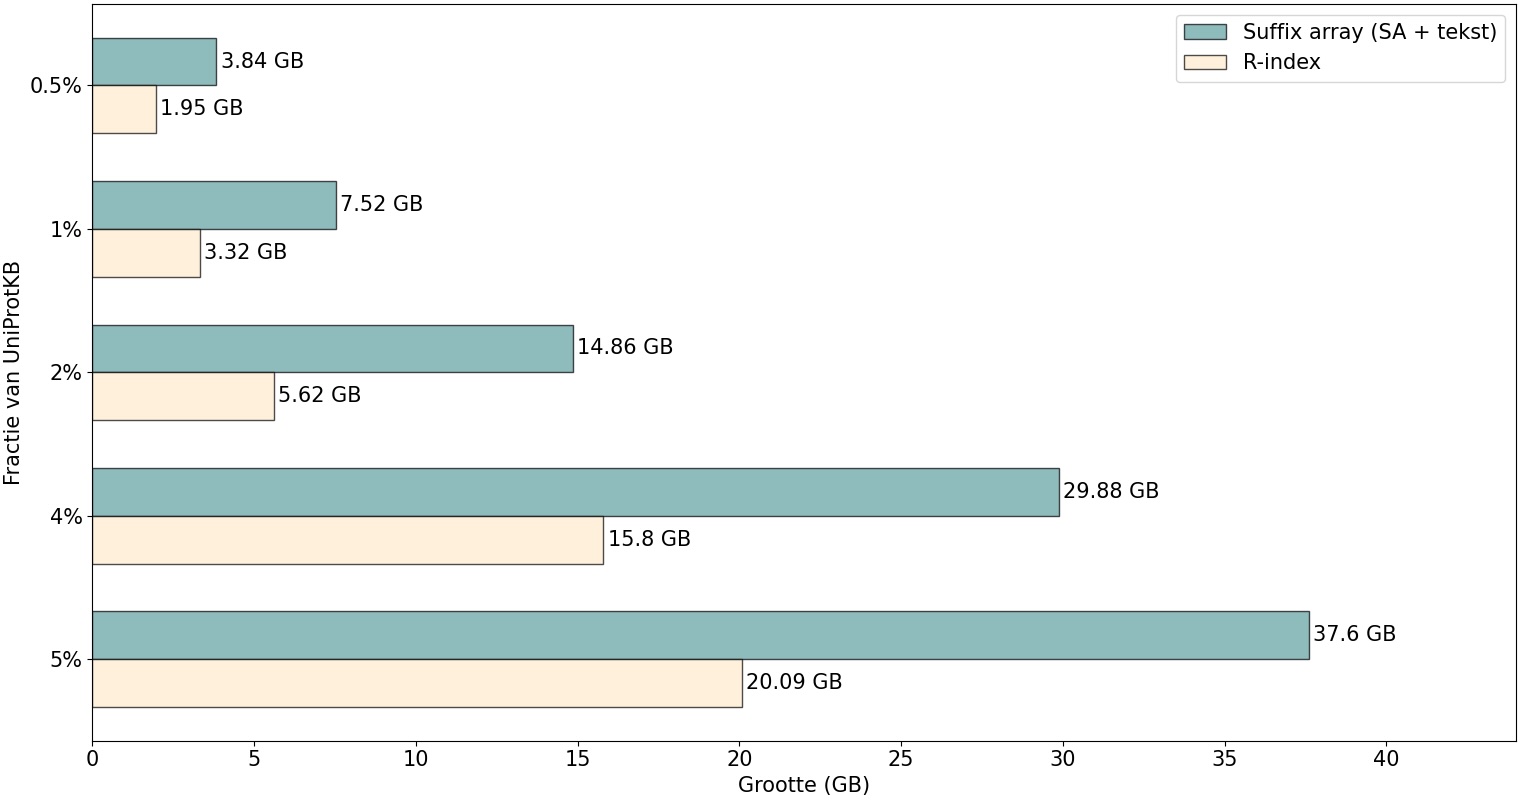 Suffix array (SA + tekst)
R-index
Fractie van UniProtKB
0.5%
3.84 GB
1.95 GB
1%
7.52 GB
3.32 GB
2%
14.86 GB
5.62 GB
4%
29.88 GB
15.8 GB
5%
37.6 GB
20.09 GB
0 5 10 15 20 25 30 35 40
Grootte (GB)